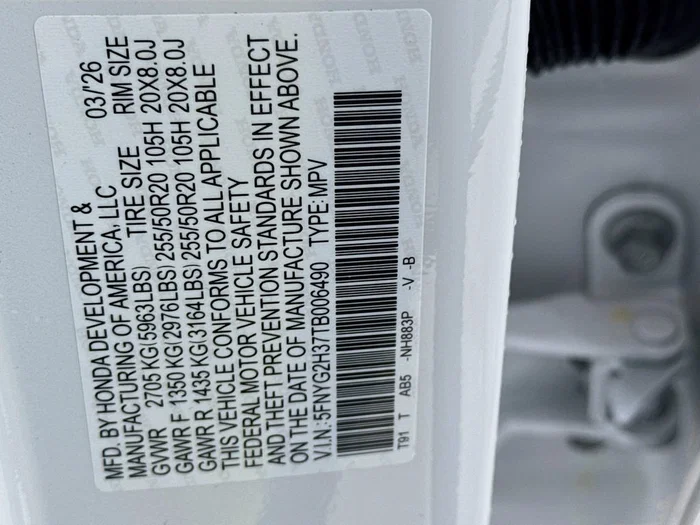 MFD. BY HONDA DEVELOPMENT & 03/'26
MANUFACTURING OF AMERICA, LLC TIRE SIZE RIM SIZE
GVWR 2705 KG(5963LBS)
GAWR F 1350 KG(2976LBS) 255/50R20 105H 20X8.0J
GAWR R 1435 KG(3164LBS) 255/50R20 105H 20X8.0J
THIS VEHICLE CONFORMS TO ALL APPLICABLE
FEDERAL MOTOR VEHICLE SAFETY
AND THEFT PREVENTION STANDARDS IN EFFECT
ON THE DATE OF MANUFACTURE SHOWN ABOVE.
V.I.N.:5FNYG2H37TB006490 TYPE:MPV
T91 T AB5 -NH883P -V -B